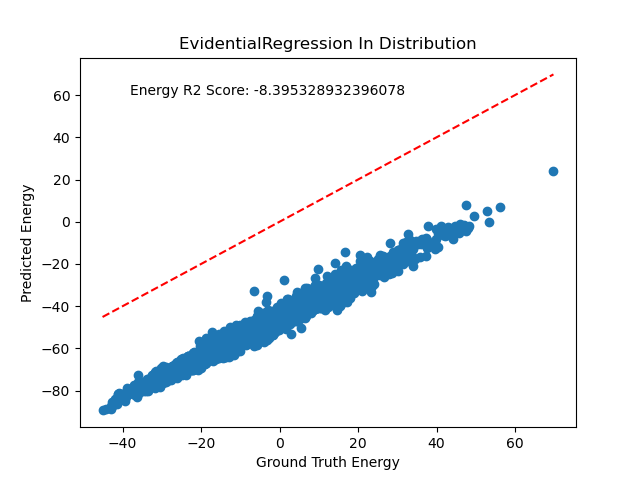 EvidentialRegression In Distribution
Energy R2 Score: -8.395328932396078
60
40
20
0
−20
−40
−60
−80
Predicted Energy
−40 −20 0 20 40 60
Ground Truth Energy